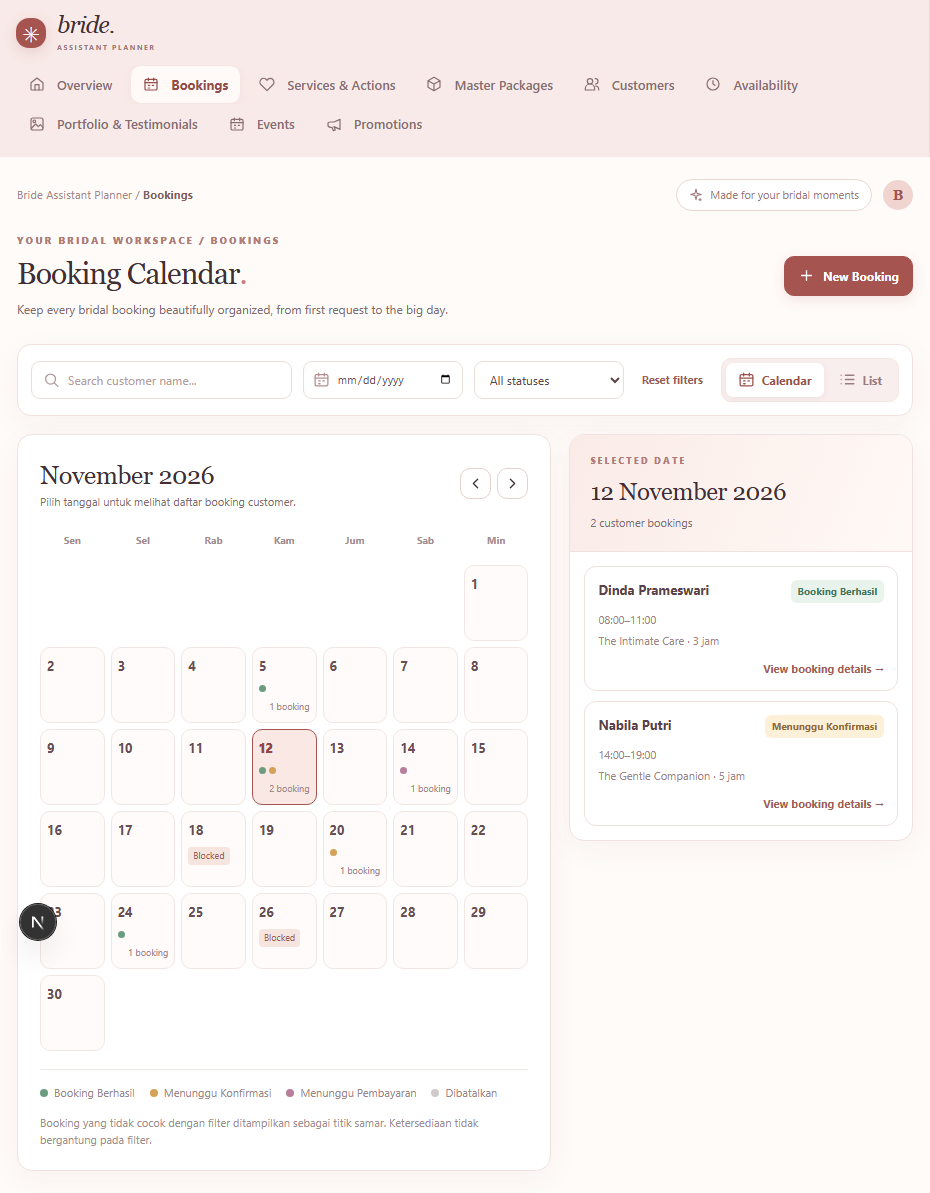 bride.
ASSISTANT PLANNER
Overview
Bookings
Services & Actions
Master Packages
Customers
Availability
Portfolio & Testimonials
Events
Promotions
Bride Assistant Planner / Bookings
Made for your bridal moments
B
YOUR BRIDAL WORKSPACE / BOOKINGS
Booking Calendar.
Keep every bridal booking beautifully organized, from first request to the big day.
+ New Booking
Search customer name...
mm/dd/yyyy
All statuses
Reset filters
Calendar
List
November 2026
Pilih tanggal untuk melihat daftar booking customer.
Sen Sel Rab Kam Jum Sab Min
1
2 3 4 5 6 7 8
1 booking
9 10 11 12 13 14 15
2 booking 1 booking
16 17 18 19 20 21 22
Blocked 1 booking
3 24 25 26 27 28 29
N
1 booking Blocked
30
Booking Berhasil
Menunggu Konfirmasi
Menunggu Pembayaran
Dibatalkan
Booking yang tidak cocok dengan filter ditampilkan sebagai titik samar. Ketersediaan tidak
bergantung pada filter.
SELECTED DATE
12 November 2026
2 customer bookings
Dinda Prameswari
Booking Berhasil
08:00–11:00
The Intimate Care · 3 jam
View booking details →
Nabila Putri
Menunggu Konfirmasi
14:00–19:00
The Gentle Companion · 5 jam
View booking details →